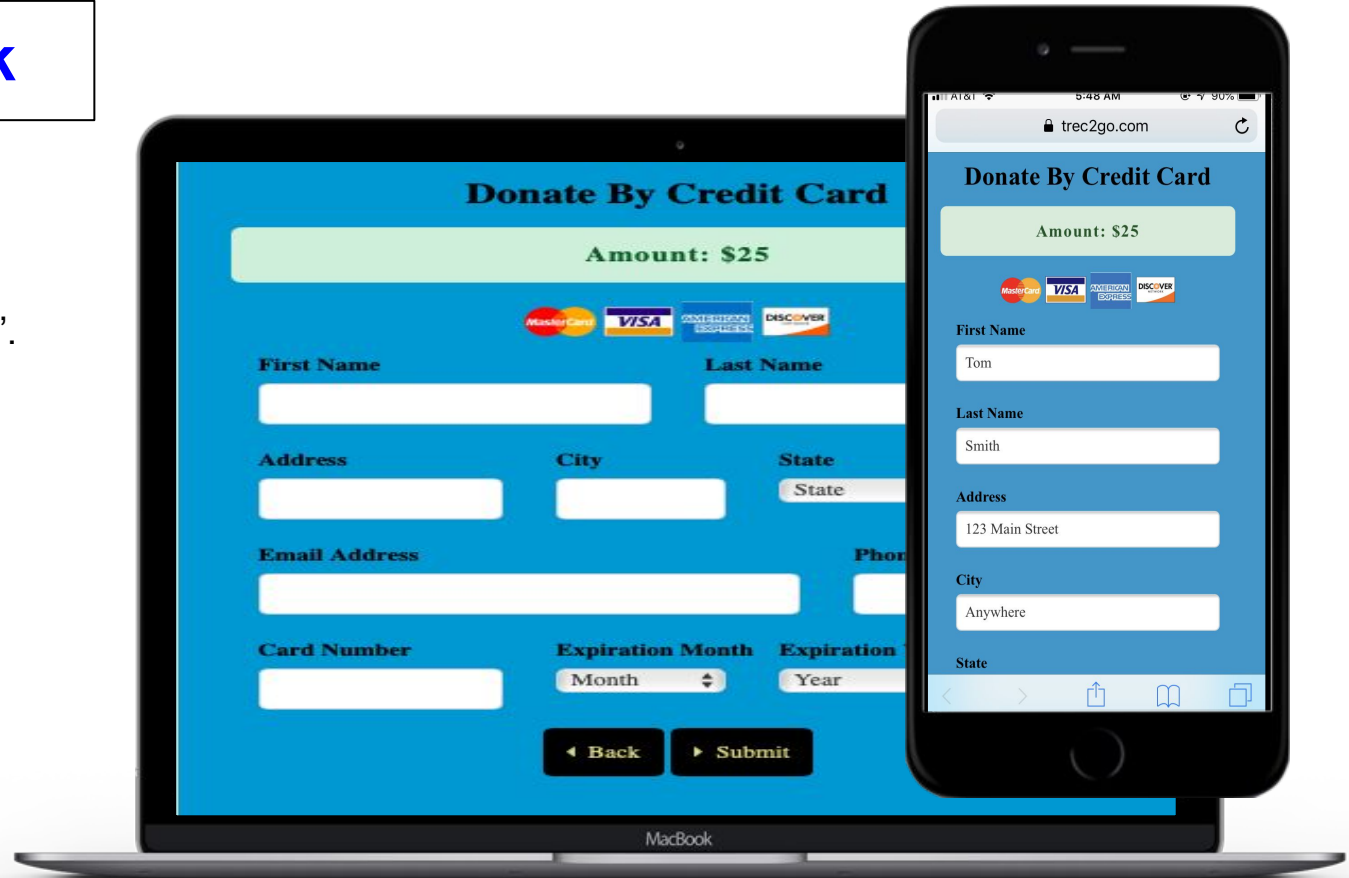 k
,
.
Donate By Credit Card
Amount: $25
MasterCard VISA AMERICAN EXPRESS DISCOVER
First Name Last Name
Address City State
State
Email Address
Card Number Expiration Month Expiration
Month Year
Back Submit
MacBook
AT&T 5:48 AM 90%
trec2go.com
Donate By Credit Card
Amount: $25
MasterCard VISA AMERICAN EXPRESS DISCOVER
First Name
Tom
Last Name
Smith
Address
123 Main Street
City
Anywhere
State